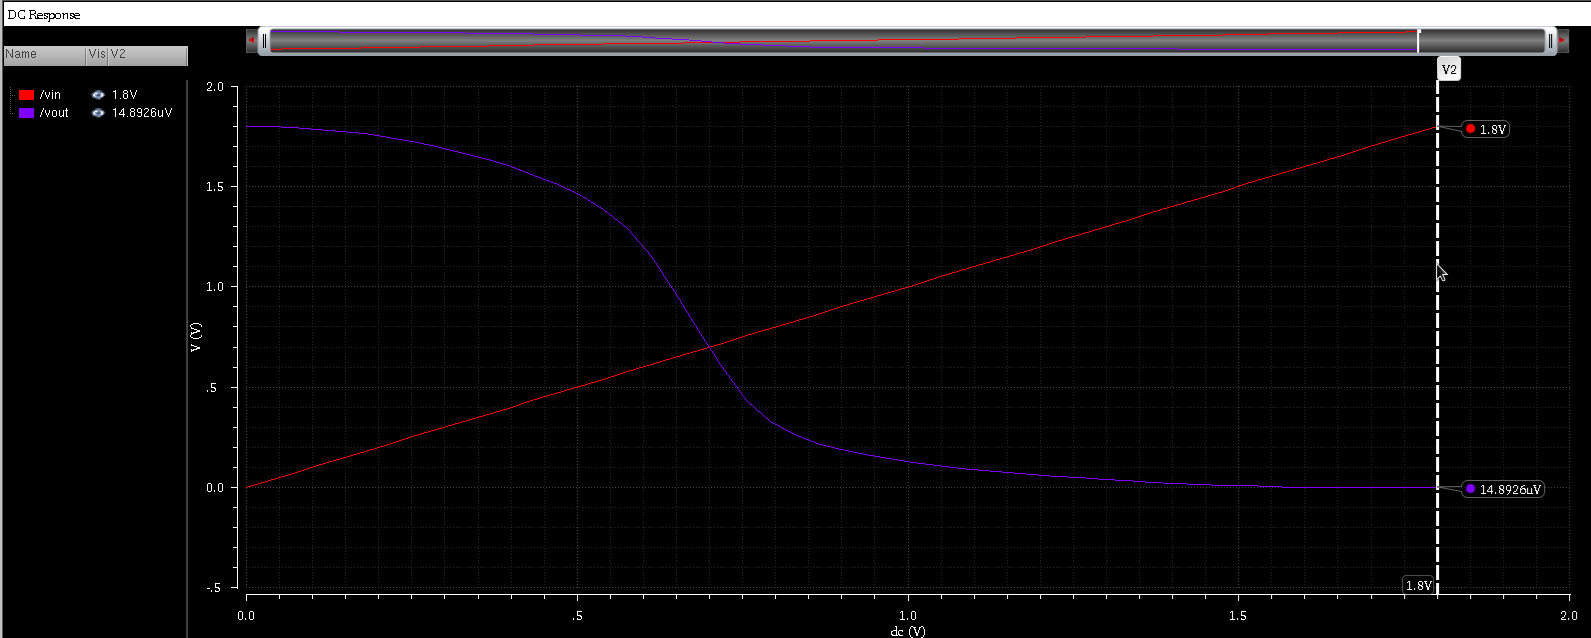 DC Response
Name Vis V2
/vin 1.8V
/vout 14.8926uV
V2
2.0
1.5
1.0
.5
0.0
-.5
V (V)
1.8V
14.8926uV
1.8V
0.0 .5 1.0 1.5 2.0
dc (V)